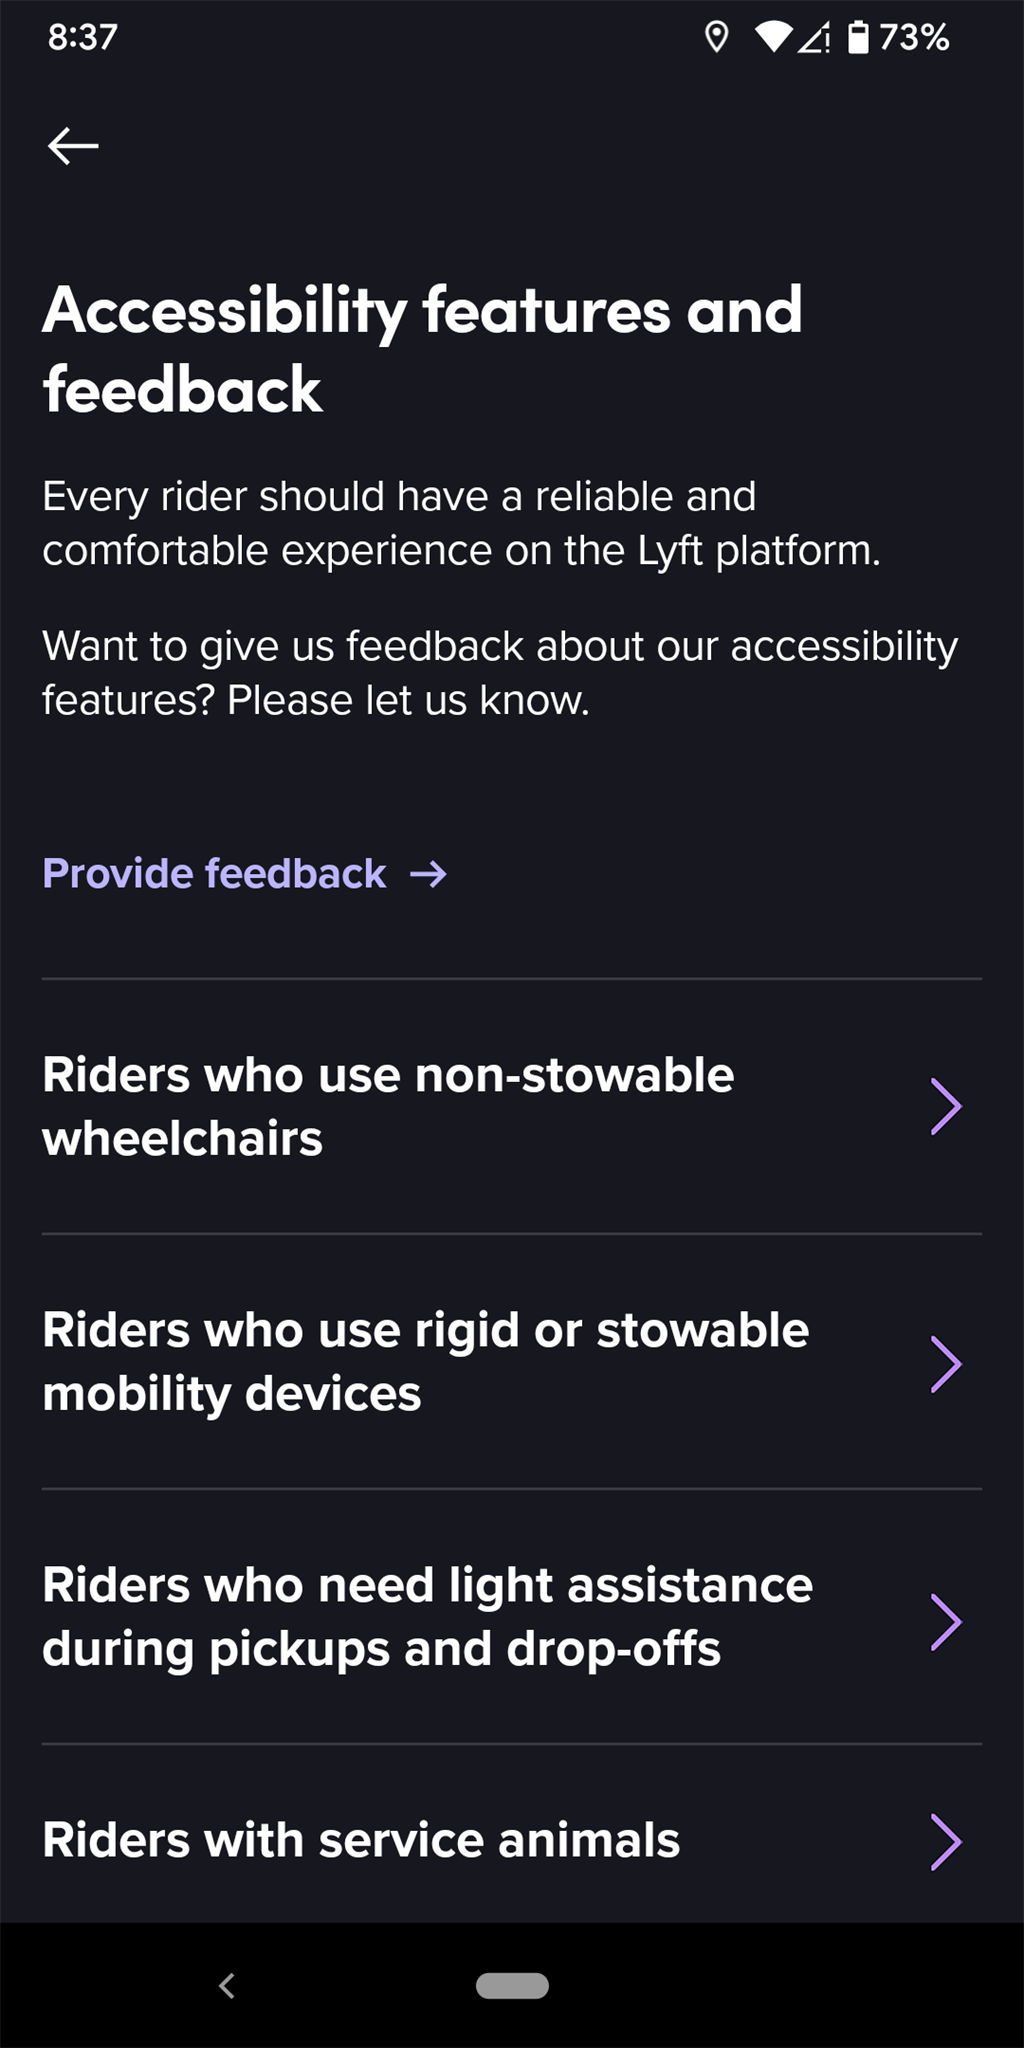 8:37
73%
Accessibility features and
feedback
Every rider should have a reliable and
comfortable experience on the Lyft platform.
Want to give us feedback about our accessibility
features? Please let us know.
Provide feedback →
Riders who use non-stowable
wheelchairs
Riders who use rigid or stowable
mobility devices
Riders who need light assistance
during pickups and drop-offs
Riders with service animals